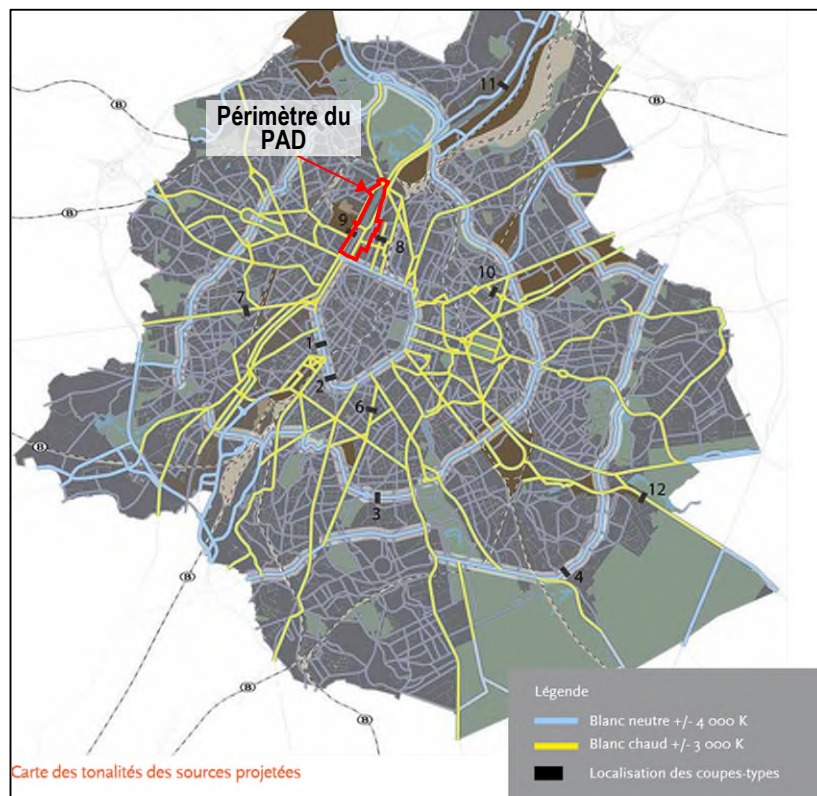 11
Périmètre du
PAD
B
B
9
8
10
7
1
2
6
B
12
3
4
B
B
Légende
Blanc neutre +/- 4 000 K
Blanc chaud +/- 3 000 K
Localisation des coupes-types
Carte des tonalités des sources projetées